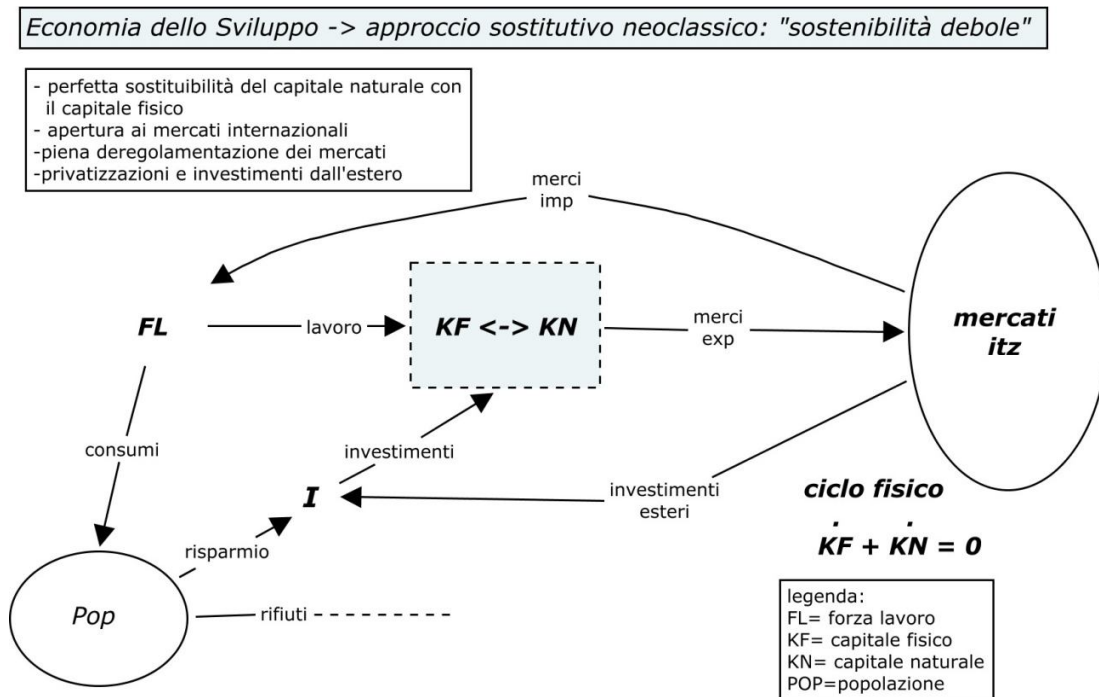 Economia dello Sviluppo -> approccio sostitutivo neoclassico: "sostenibilità debole"
- perfetta sostituibilità del capitale naturale con
il capitale fisico
- apertura ai mercati internazionali
-piena deregolamentazione dei mercati
-privatizzazioni e investimenti dall'estero
merci
imp
FL
lavoro
KF <-> KN
merci
exp
mercati
itz
consumi
investimenti
I
investimenti
esteri
ciclo fisico
K̇F + K̇N = 0
risparmio
Pop
rifiuti
legenda:
FL= forza lavoro
KF= capitale fisico
KN= capitale naturale
POP=popolazione